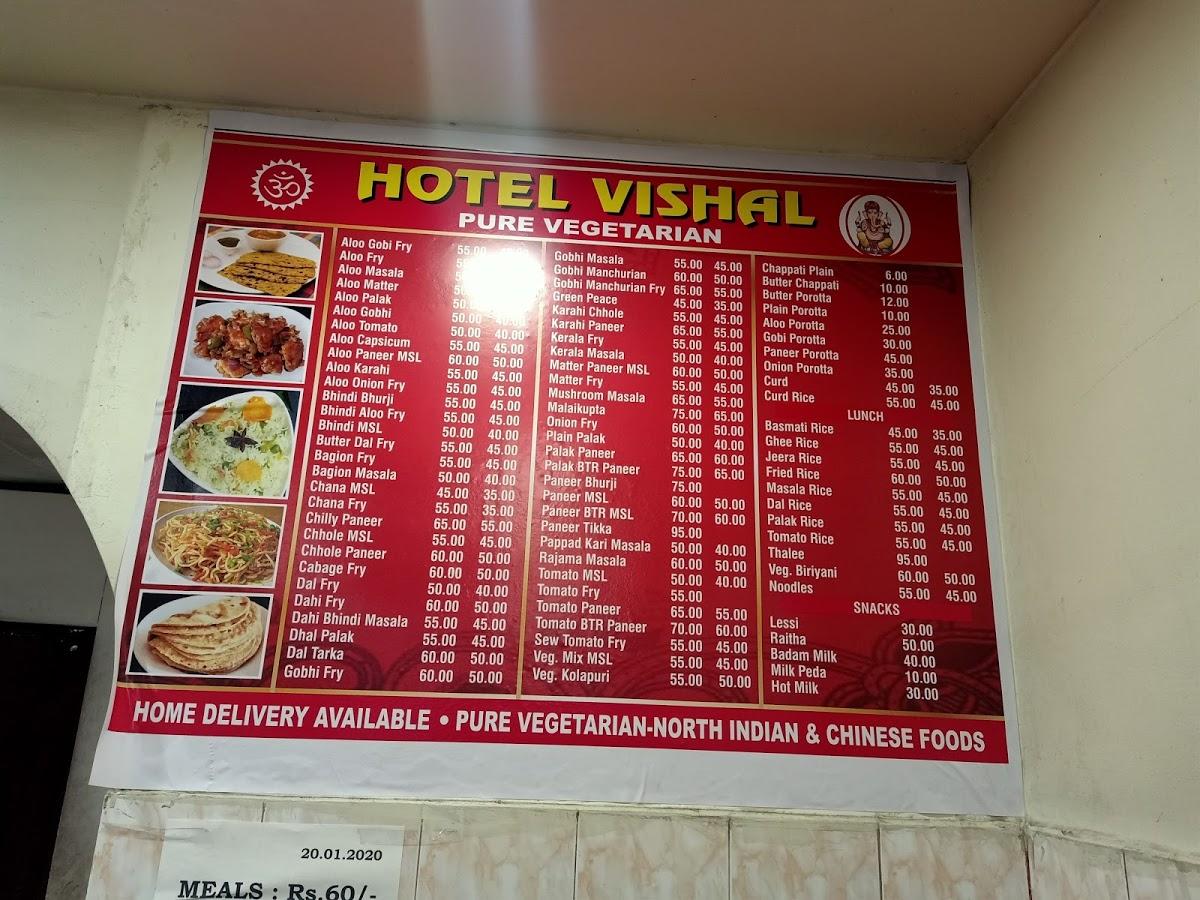 HOTEL VISHAL
PURE VEGETARIAN
Aloo Gobi Fry 55.00
Aloo Fry
Aloo Masala
Aloo Matter
Aloo Palak 50.00
Aloo Gobhi 50.00 40.00
Aloo Tomato 50.00 40.00
Aloo Capsicum 55.00 45.00
Aloo Paneer MSL 60.00 50.00
Aloo Karahi 55.00 45.00
Aloo Onion Fry 55.00 45.00
Bhindi Bhurji 55.00 45.00
Bhindi Aloo Fry 55.00 45.00
Bhindi MSL 50.00 40.00
Butter Dal Fry 55.00 45.00
Bagion Fry 55.00 45.00
Bagion Masala 50.00 40.00
Chana MSL 45.00 35.00
Chana Fry 55.00 35.00
Chilly Paneer 65.00 55.00
Chhole MSL 55.00 45.00
Chhole Paneer 60.00 50.00
Cabage Fry 60.00 50.00
Dal Fry 50.00 40.00
Dahi Fry 60.00 50.00
Dahi Bhindi Masala 55.00 45.00
Dhal Palak 55.00 45.00
Dal Tarka 60.00 50.00
Gobhi Fry 60.00 50.00
Gobhi Masala 55.00 45.00
Gobhi Manchurian 60.00 50.00
Gobhi Manchurian Fry 65.00 55.00
Green Peace 45.00 35.00
Karahi Chhole 55.00 45.00
Karahi Paneer 65.00 55.00
Kerala Fry
Kerala Masala 50.00 40.00
Matter Paneer MSL 60.00 50.00
Matter Fry 55.00 45.00
Mushroom Masala 65.00 55.00
Malaikupta 75.00 65.00
Onion Fry 60.00 50.00
Plain Palak 50.00 40.00
Palak Paneer 65.00 60.00
Palak BTR Paneer 75.00 65.00
Paneer Bhurji 75.00
Paneer MSL 60.00 50.00
Paneer BTR MSL 70.00 60.00
Paneer Tikka 95.00
Pappad Kari Masala 50.00 40.00
Rajama Masala 60.00 50.00
Tomato MSL 50.00 40.00
Tomato Fry 55.00
Tomato Paneer 65.00 55.00
Tomato BTR Paneer 70.00 60.00
Sew Tomato Fry 55.00 45.00
Veg. Mix MSL 55.00 45.00
Veg. Kolapuri 55.00 50.00
Chappati Plain 6.00
Butter Chappati 10.00
Butter Porotta 12.00
Plain Porotta 10.00
Aloo Porotta 25.00
Gobi Porotta 30.00
Paneer Porotta 45.00
Onion Porotta 35.00
Curd 45.00 35.00
Curd Rice 55.00 45.00
LUNCH
Basmati Rice 45.00 35.00
Ghee Rice 55.00 45.00
Jeera Rice 55.00 45.00
Fried Rice 60.00 50.00
Masala Rice 55.00 45.00
Dal Rice 55.00 45.00
Palak Rice 55.00 45.00
Tomato Rice 55.00 45.00
Thalee 95.00
Veg. Biriyani 60.00 50.00
Noodles 55.00 45.00
SNACKS
Lessi 30.00
Raitha 50.00
Badam Milk 40.00
Milk Peda 10.00
Hot Milk 30.00
HOME DELIVERY AVAILABLE • PURE VEGETARIAN-NORTH INDIAN & CHINESE FOODS
20.01.2020
MEALS : Rs.60/-